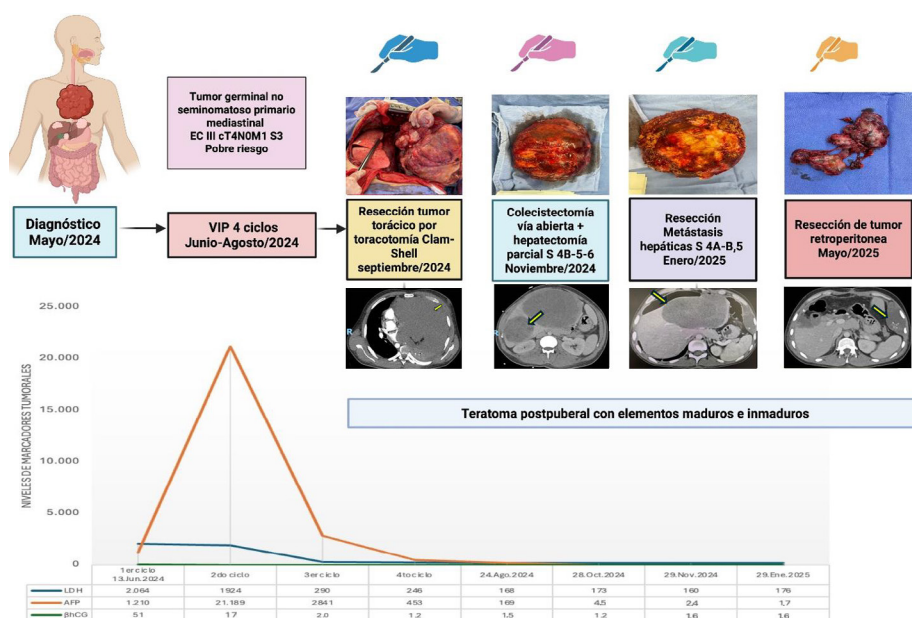 Tumor germinal no
seminomatoso primario
mediastinal
EC III cT4N0M1 S3
Pobre riesgo
Diagnóstico
Mayo/2024
VIP 4 ciclos
Junio-Agosto/2024
Resección tumor
torácico por
toracotomía Clam-
Shell
septiembre/2024
Colecistectomía
vía abierta +
hepatectomía
parcial S 4B-5-6
Noviembre/2024
Resección
Metástasis
hepáticas S 4A-B,5
Enero/2025
Resección de tumor
retroperitonea
Mayo/2025
R
R
Teratoma postpuberal con elementos maduros e inmaduros
NIVELES DE MARCADORES TUMORALES
25.000
20.000
15.000
10.000
5.000
0
1er ciclo 2do ciclo 3er ciclo 4to ciclo 24.Ago.2024 28.Oct.2024 29.Nov.2024 29.Ene.2025
13.Jun.2024
LDH 2.064 1924 290 246 168 173 160 176
AFP 1.210 21.189 2841 453 169 4,5 2,4 1,7
βhCG 51 17 2.0 1.2 1.5 1.2 1.6 1.6